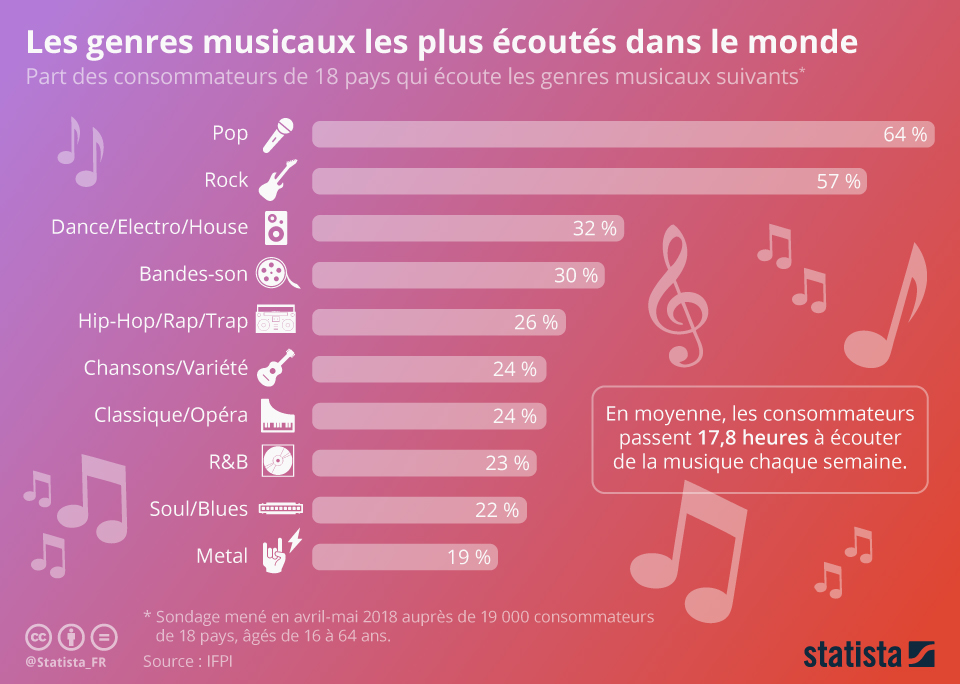 Les genres musicaux les plus écoutés dans le monde
Part des consommateurs de 18 pays qui écoute les genres musicaux suivants*
Pop 64 %
Rock 57 %
Dance/Electro/House 32 %
Bandes-son 30 %
Hip-Hop/Rap/Trap 26 %
Chansons/Variété 24 %
Classique/Opéra 24 %
R&B 23 %
Soul/Blues 22 %
Metal 19 %
En moyenne, les consommateurs
passent 17,8 heures à écouter
de la musique chaque semaine.
* Sondage mené en avril-mai 2018 auprès de 19 000 consommateurs
de 18 pays, âgés de 16 à 64 ans.
Source : IFPI
cc
@Statista_FR
statista